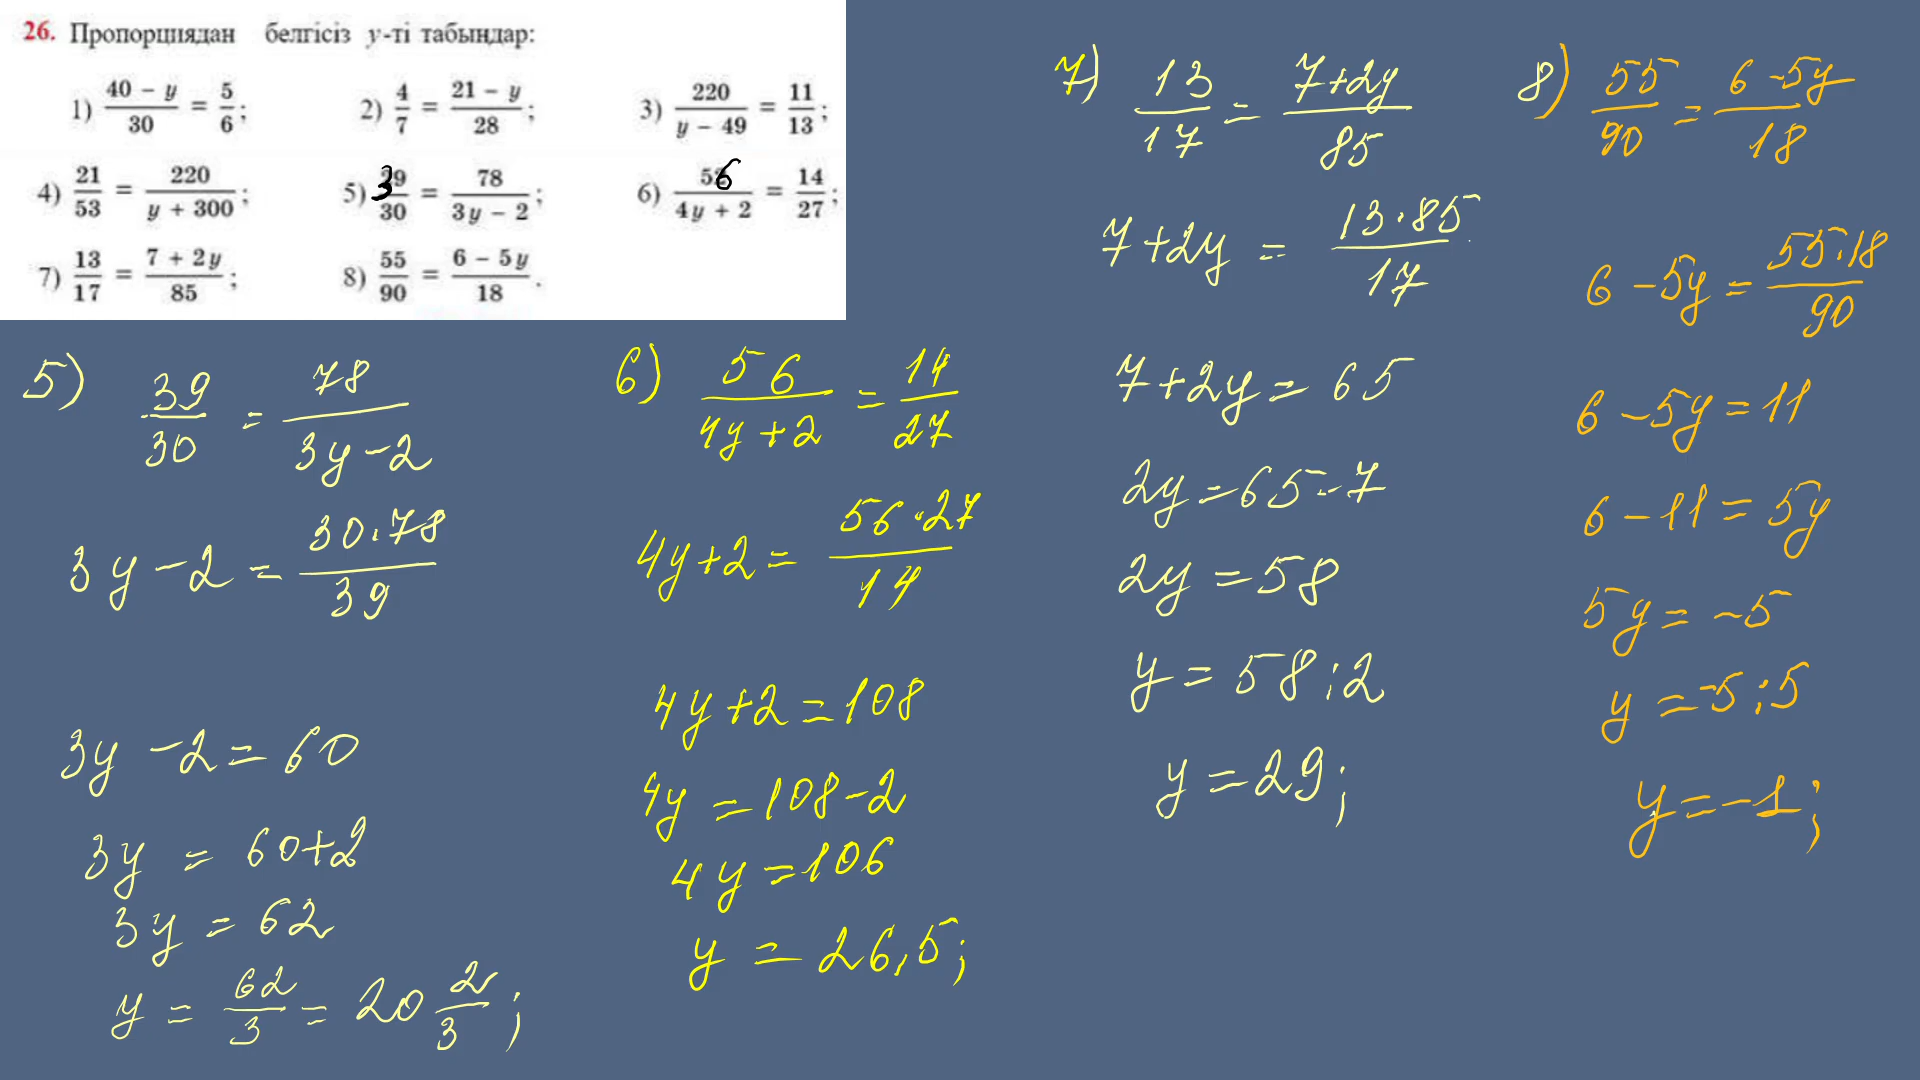 26. Пропорциядан белгісіз y-ті табыңдар:
1) (40 − y)/30 = 5/6; 2) 4/7 = (21 − y)/28; 3) 220/(y − 49) = 11/13;
4) 21/53 = 220/(y + 300); 5) 39/30 = 78/(3y − 2); 6) 56/(4y + 2) = 14/27;
7) 13/17 = (7 + 2y)/85; 8) 55/90 = (6 − 5y)/18.
5) 39/30 = 78/(3y − 2)
3y − 2 = (30·78)/39
3y − 2 = 60
3y = 60+2
3y = 62
y = 62/3 = 20 2/3;
6) 56/(4y + 2) = 14/27
4y + 2 = (56·27)/14
4y + 2 = 108
4y = 108 − 2
4y = 106
y = 26,5;
7) 13/17 = (7+2y)/85
7 + 2y = (13·85)/17
7 + 2y = 65
2y = 65 − 7
2y = 58
y = 58:2
y = 29;
8) 55/90 = (6 − 5y)/18
6 − 5y = (55·18)/90
6 − 5y = 11
6 − 11 = 5y
5y = −5
y = −5:5
y = −1;